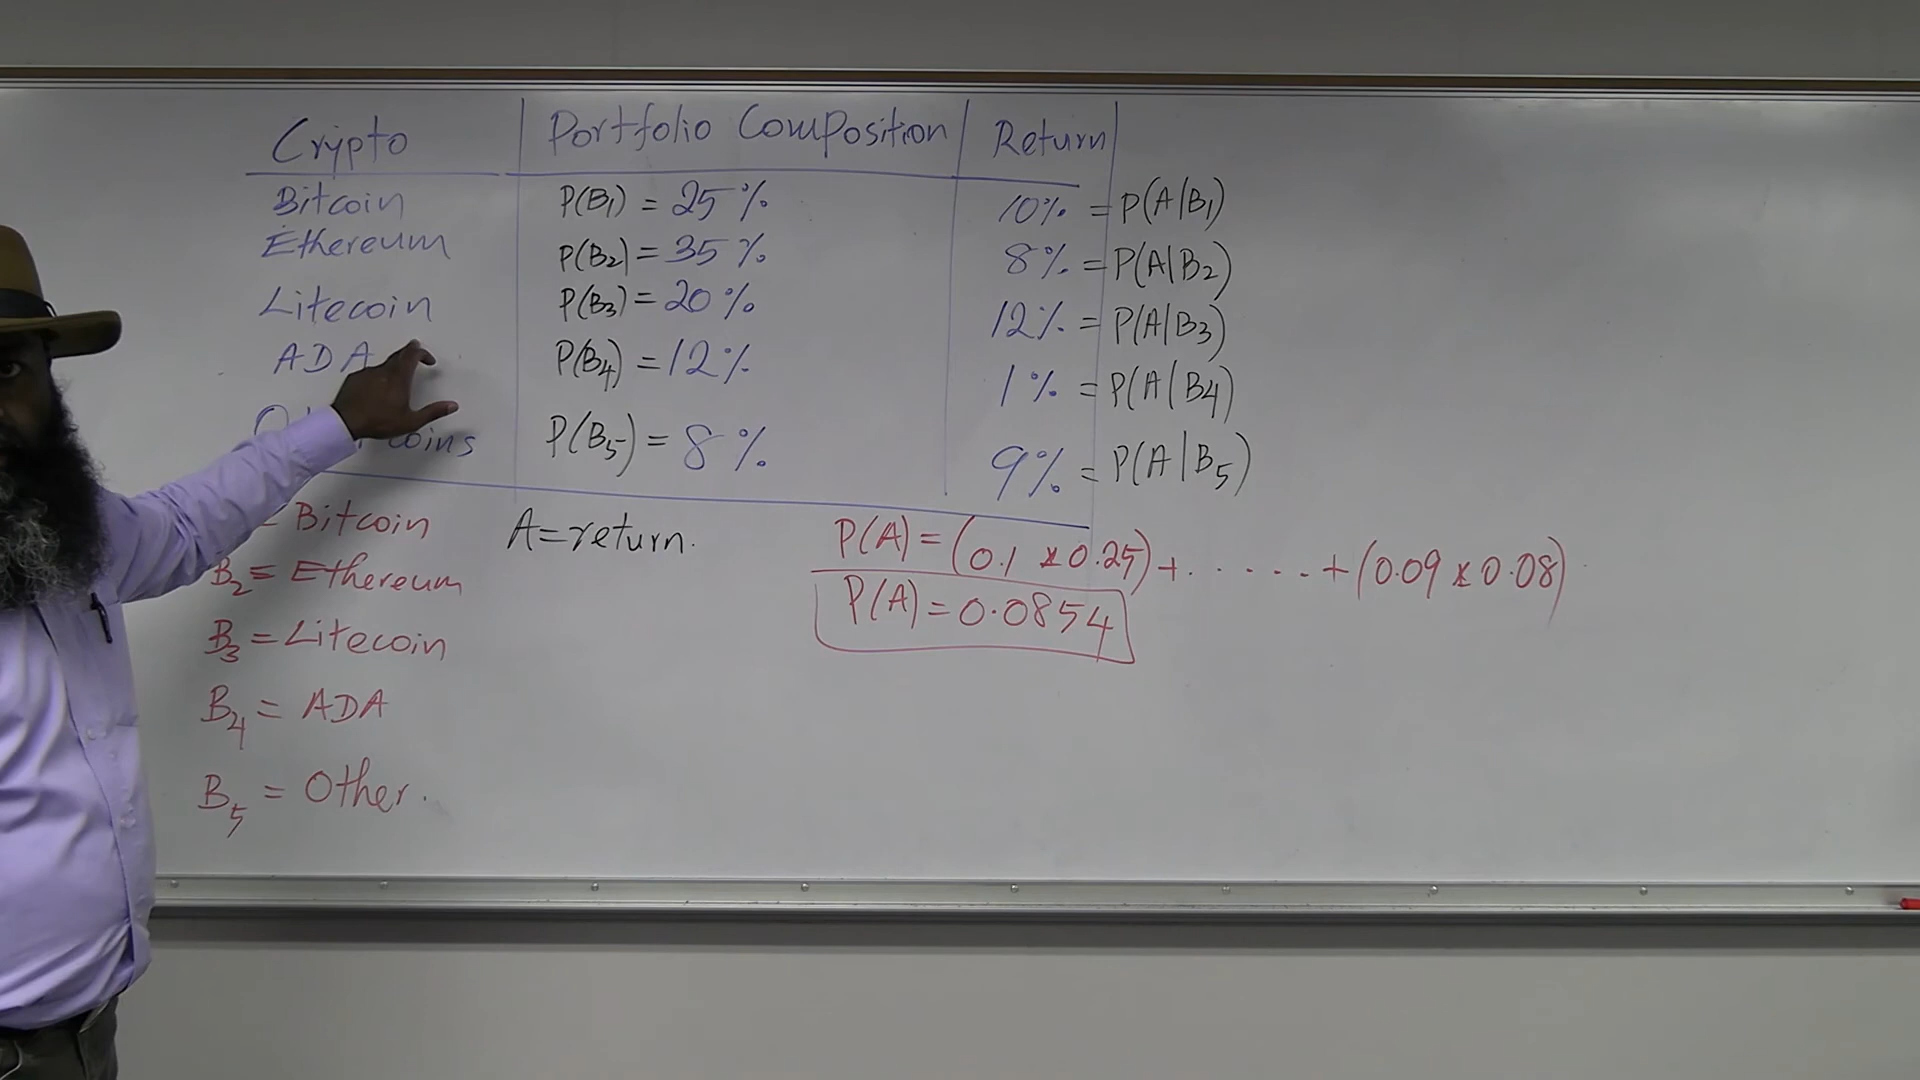 Crypto | Portfolio Composition | Return
Bitcoin P(B₁) = 25% 10% = P(A|B₁)
Ethereum P(B₂) = 35% 8% = P(A|B₂)
Litecoin P(B₃) = 20% 12% = P(A|B₃)
ADA P(B₄) = 12% 1% = P(A|B₄)
coins P(B₅) = 8% 9% = P(A|B₅)
= Bitcoin
B₂ = Ethereum
B₃ = Litecoin
B₄ = ADA
B₅ = Other.
A = return.
P(A) = (0.1 * 0.25) + ...... + (0.09 * 0.08)
P(A) = 0.0854